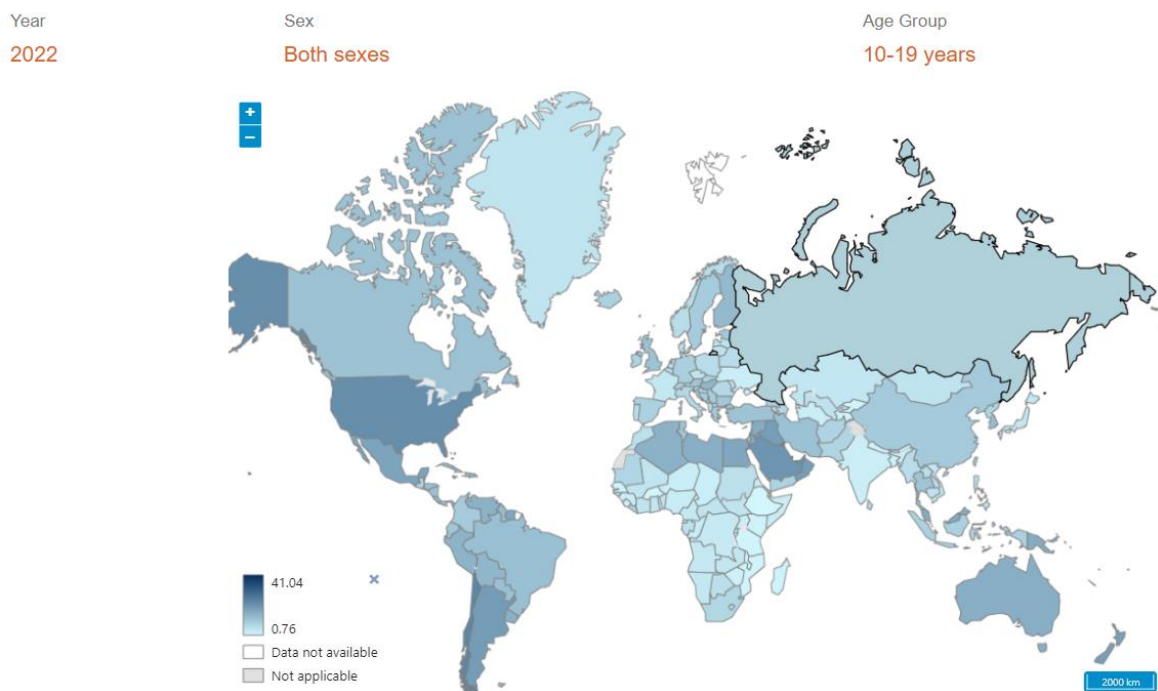 Year
Sex
Age Group
2022
Both sexes
10-19 years
+
−
41.04
0.76
Data not available
Not applicable
2000 km